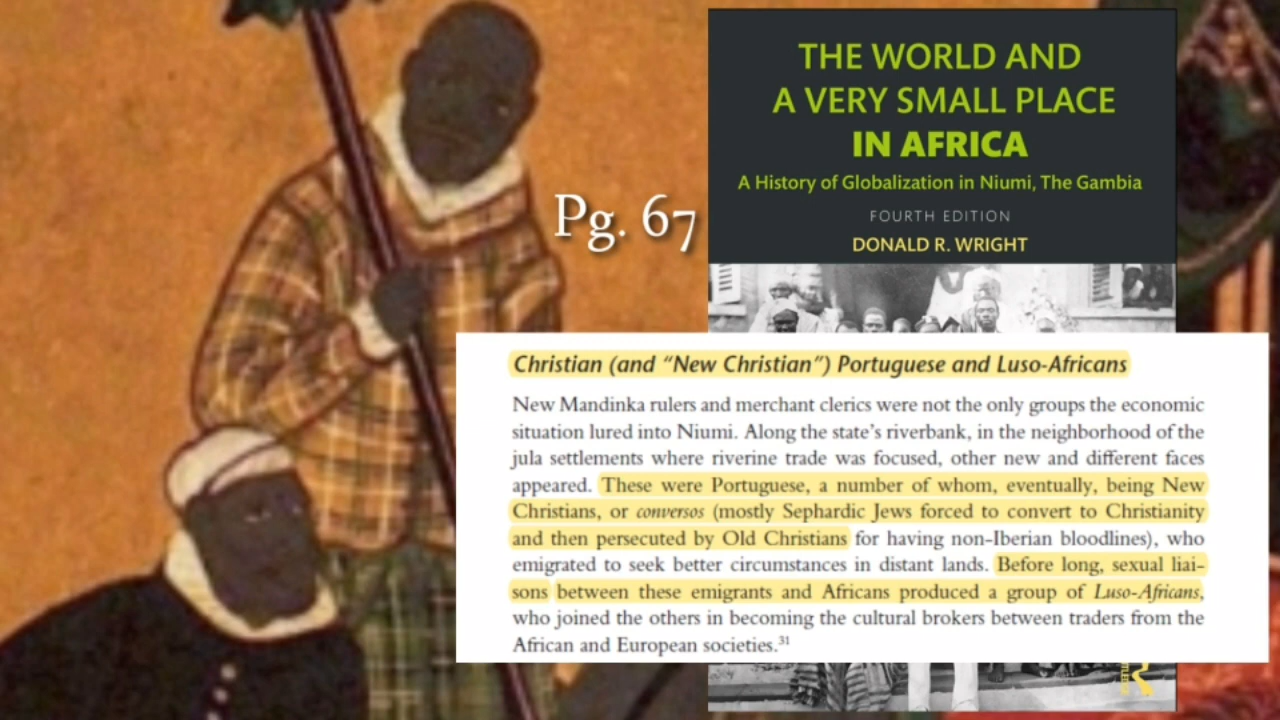 THE WORLD AND
A VERY SMALL PLACE
IN AFRICA
A History of Globalization in Niumi, The Gambia
FOURTH EDITION
DONALD R. WRIGHT
Pg. 67
Christian (and “New Christian”) Portuguese and Luso-Africans
New Mandinka rulers and merchant clerics were not the only groups the economic
situation lured into Niumi. Along the state’s riverbank, in the neighborhood of the
jula settlements where riverine trade was focused, other new and different faces
appeared. These were Portuguese, a number of whom, eventually, being New
Christians, or conversos (mostly Sephardic Jews forced to convert to Christianity
and then persecuted by Old Christians for having non-Iberian bloodlines), who
emigrated to seek better circumstances in distant lands. Before long, sexual liai-
sons between these emigrants and Africans produced a group of Luso-Africans,
who joined the others in becoming the cultural brokers between traders from the
African and European societies.³¹